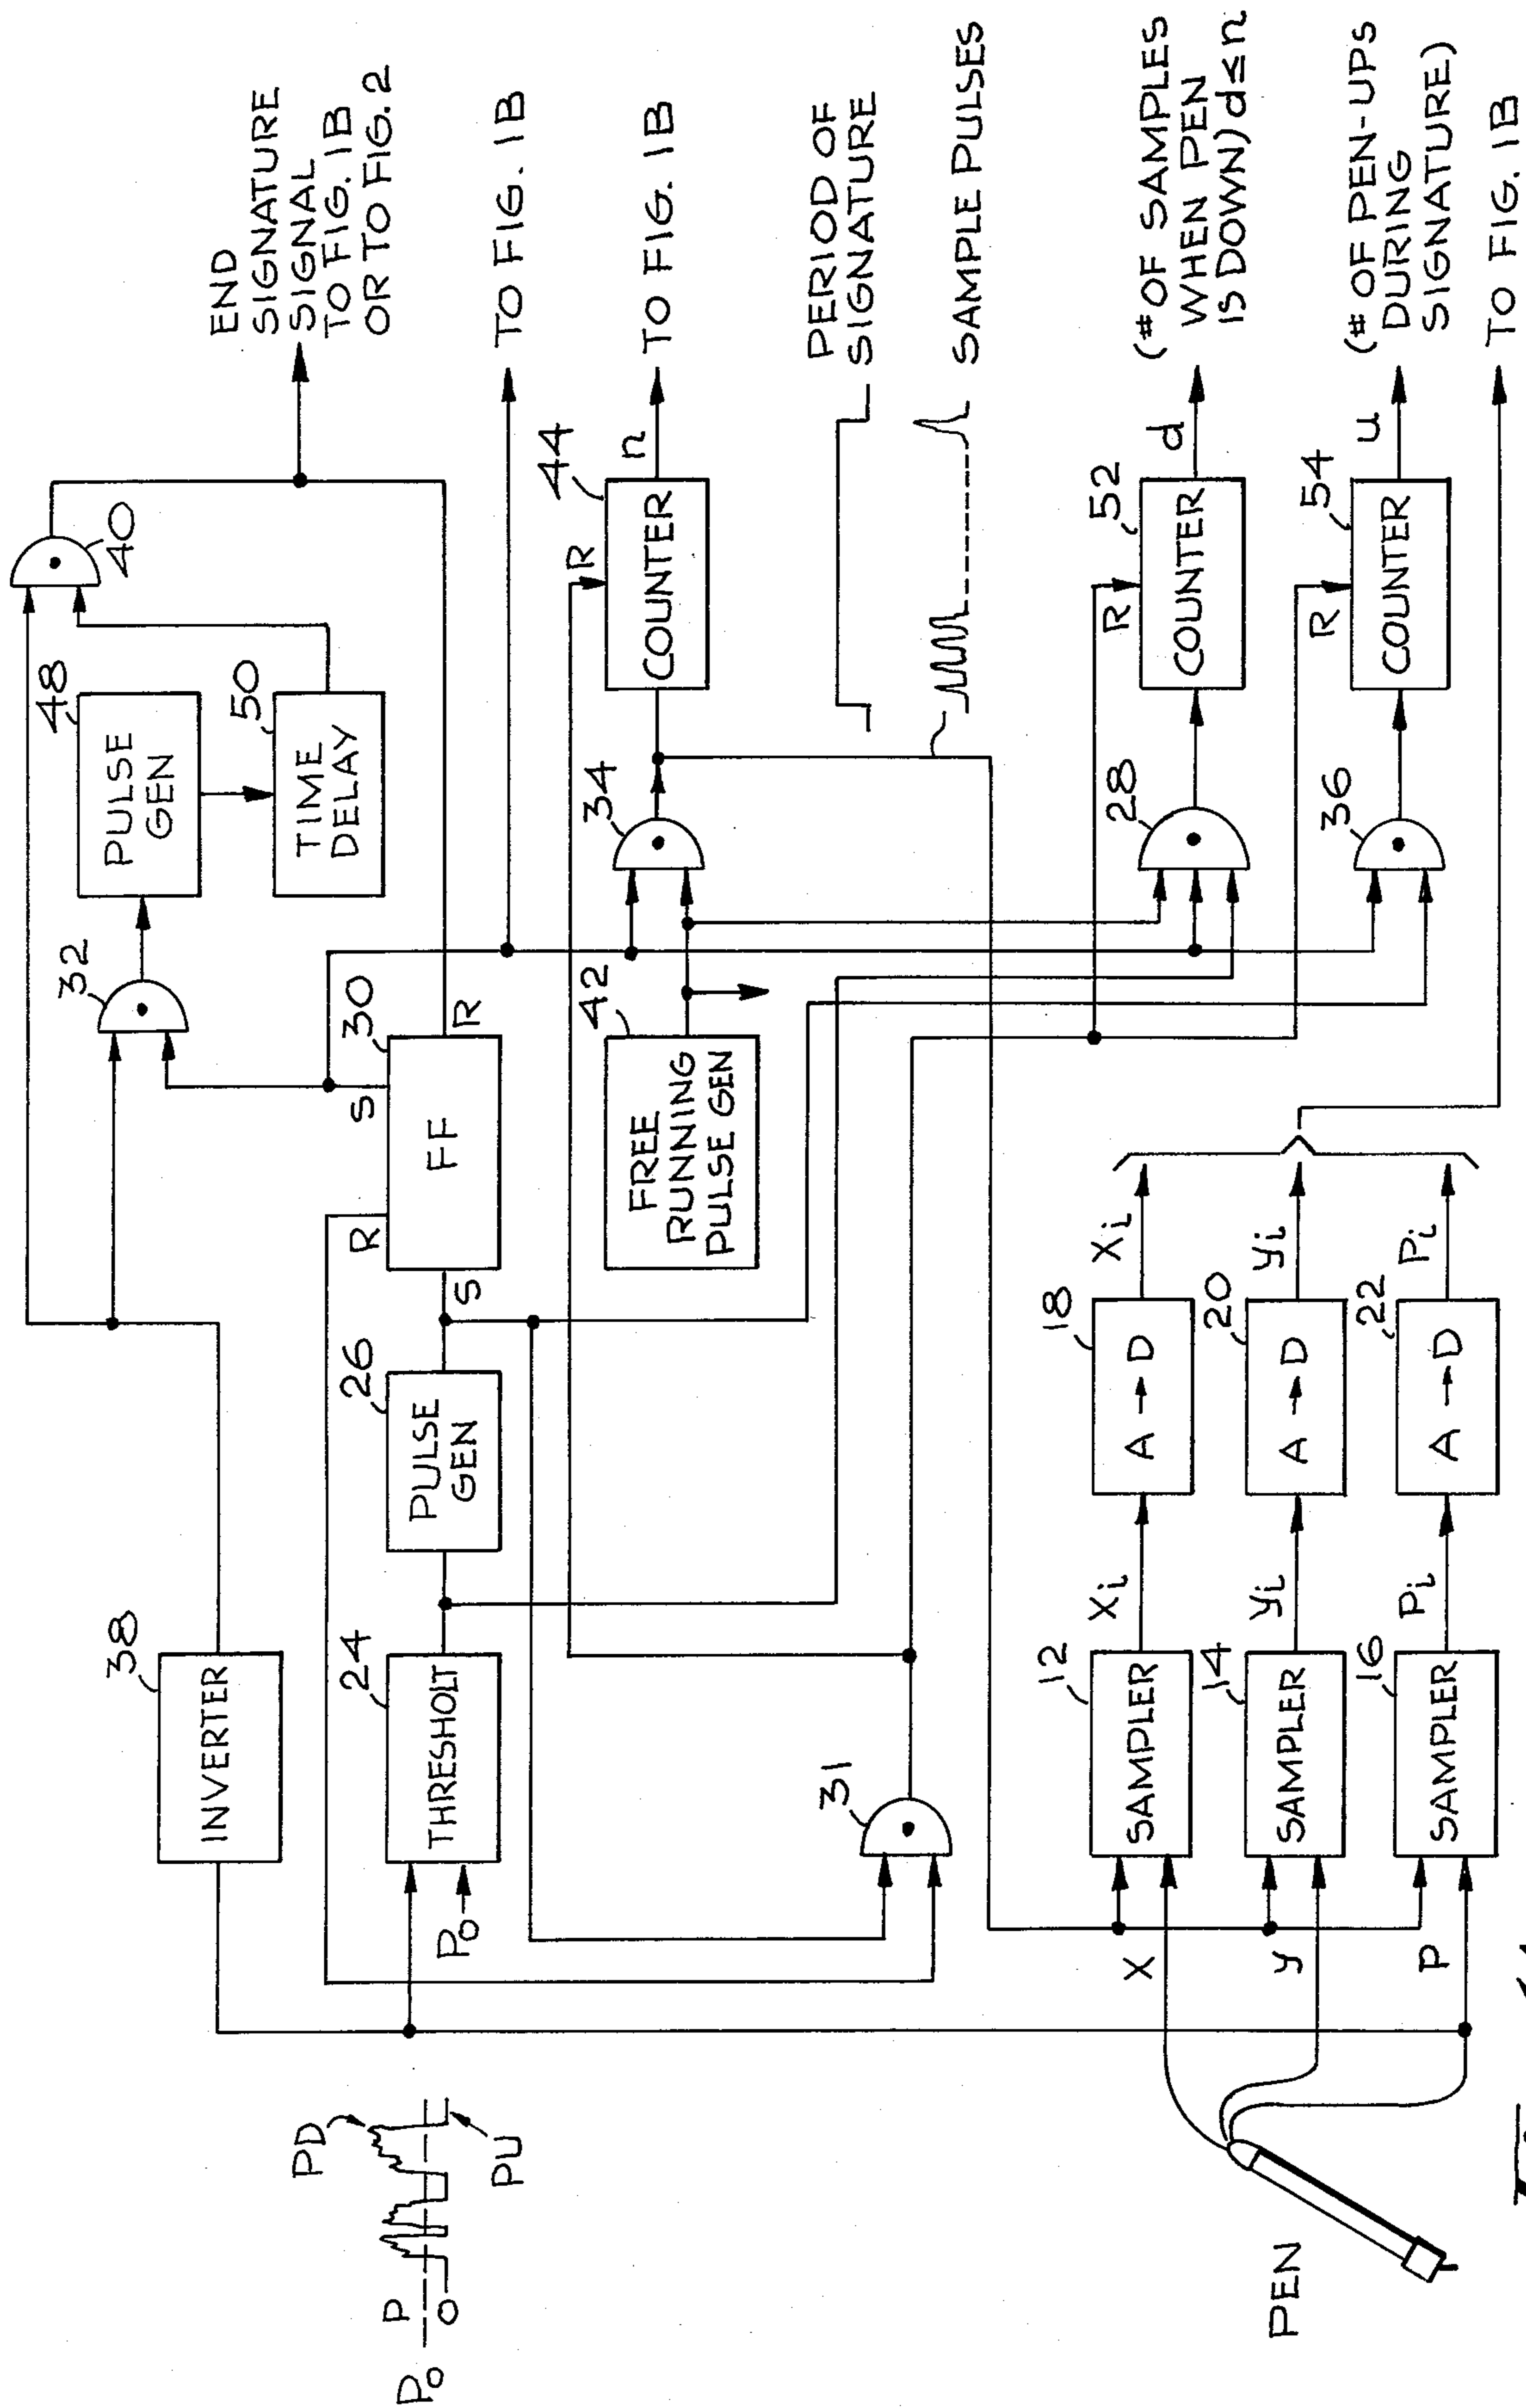 END
SIGNATURE
SIGNAL
TO FIG. 1B
OR TO FIG. 2
40
48
PULSE
GEN
50
TIME
DELAY
32
TO FIG. 1B
38
INVERTER
30
S
R
FF
R
S
26
PULSE
GEN
24
THRESHOLT
Po
PD
PU
P
O
Po
44
R
COUNTER
n
TO FIG. 1B
34
42
FREE
RUNNING
PULSE GEN
PERIOD OF
SIGNATURE
SAMPLE PULSES
31
52
R
COUNTER
d
(# OF SAMPLES
WHEN PEN
IS DOWN) d≤n
28
54
R
COUNTER
u
(# OF PEN-UPS
DURING
SIGNATURE)
36
TO FIG. 1B
X
12
SAMPLER
Xi
18
A→D
Xi
y
14
SAMPLER
yi
20
A→D
yi
P
16
SAMPLER
Pi
22
A→D
Pi
PEN